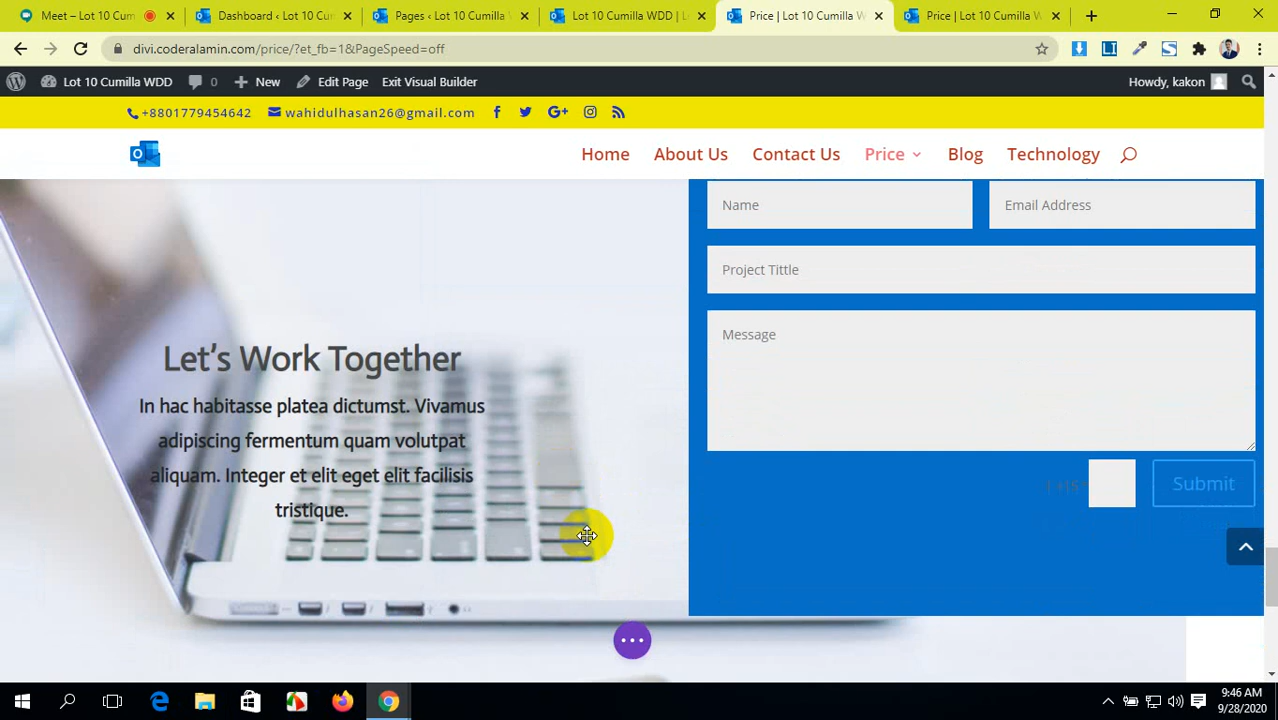 Meet – Lot 10 Cum
Dashboard ‹ Lot 10 Cu
Pages ‹ Lot 10 Cumilla W
Lot 10 Cumilla WDD | L
Price | Lot 10 Cumilla W
Price | Lot 10 Cumilla W
divi.coderalamin.com/price/?et_fb=1&PageSpeed=off
Lot 10 Cumilla WDD 0 New Edit Page Exit Visual Builder Howdy, kakon
+8801779454642 wahidulhasan26@gmail.com
Home About Us Contact Us Price Blog Technology
Name Email Address
Project Tittle
Message
Let's Work Together
In hac habitasse platea dictumst. Vivamus
adipiscing fermentum quam volutpat
aliquam. Integer et elit eget elit facilisis
tristique.
Submit
9:46 AM
9/28/2020